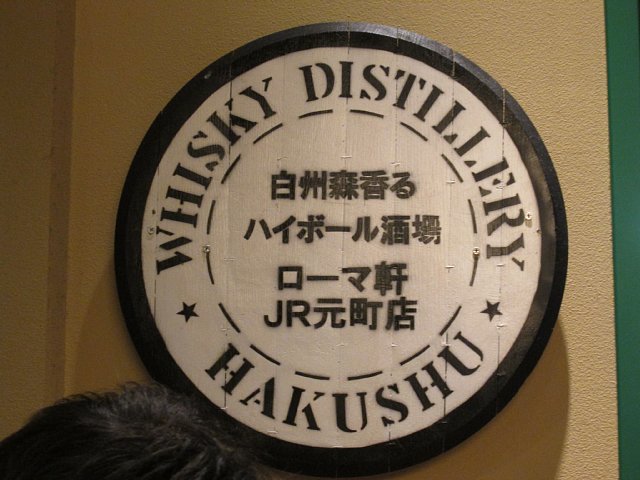 WHISKY DISTILLERY
白州森香る
ハイボール酒場
ローマ軒
JR元町店
★ HAKUSHU ★